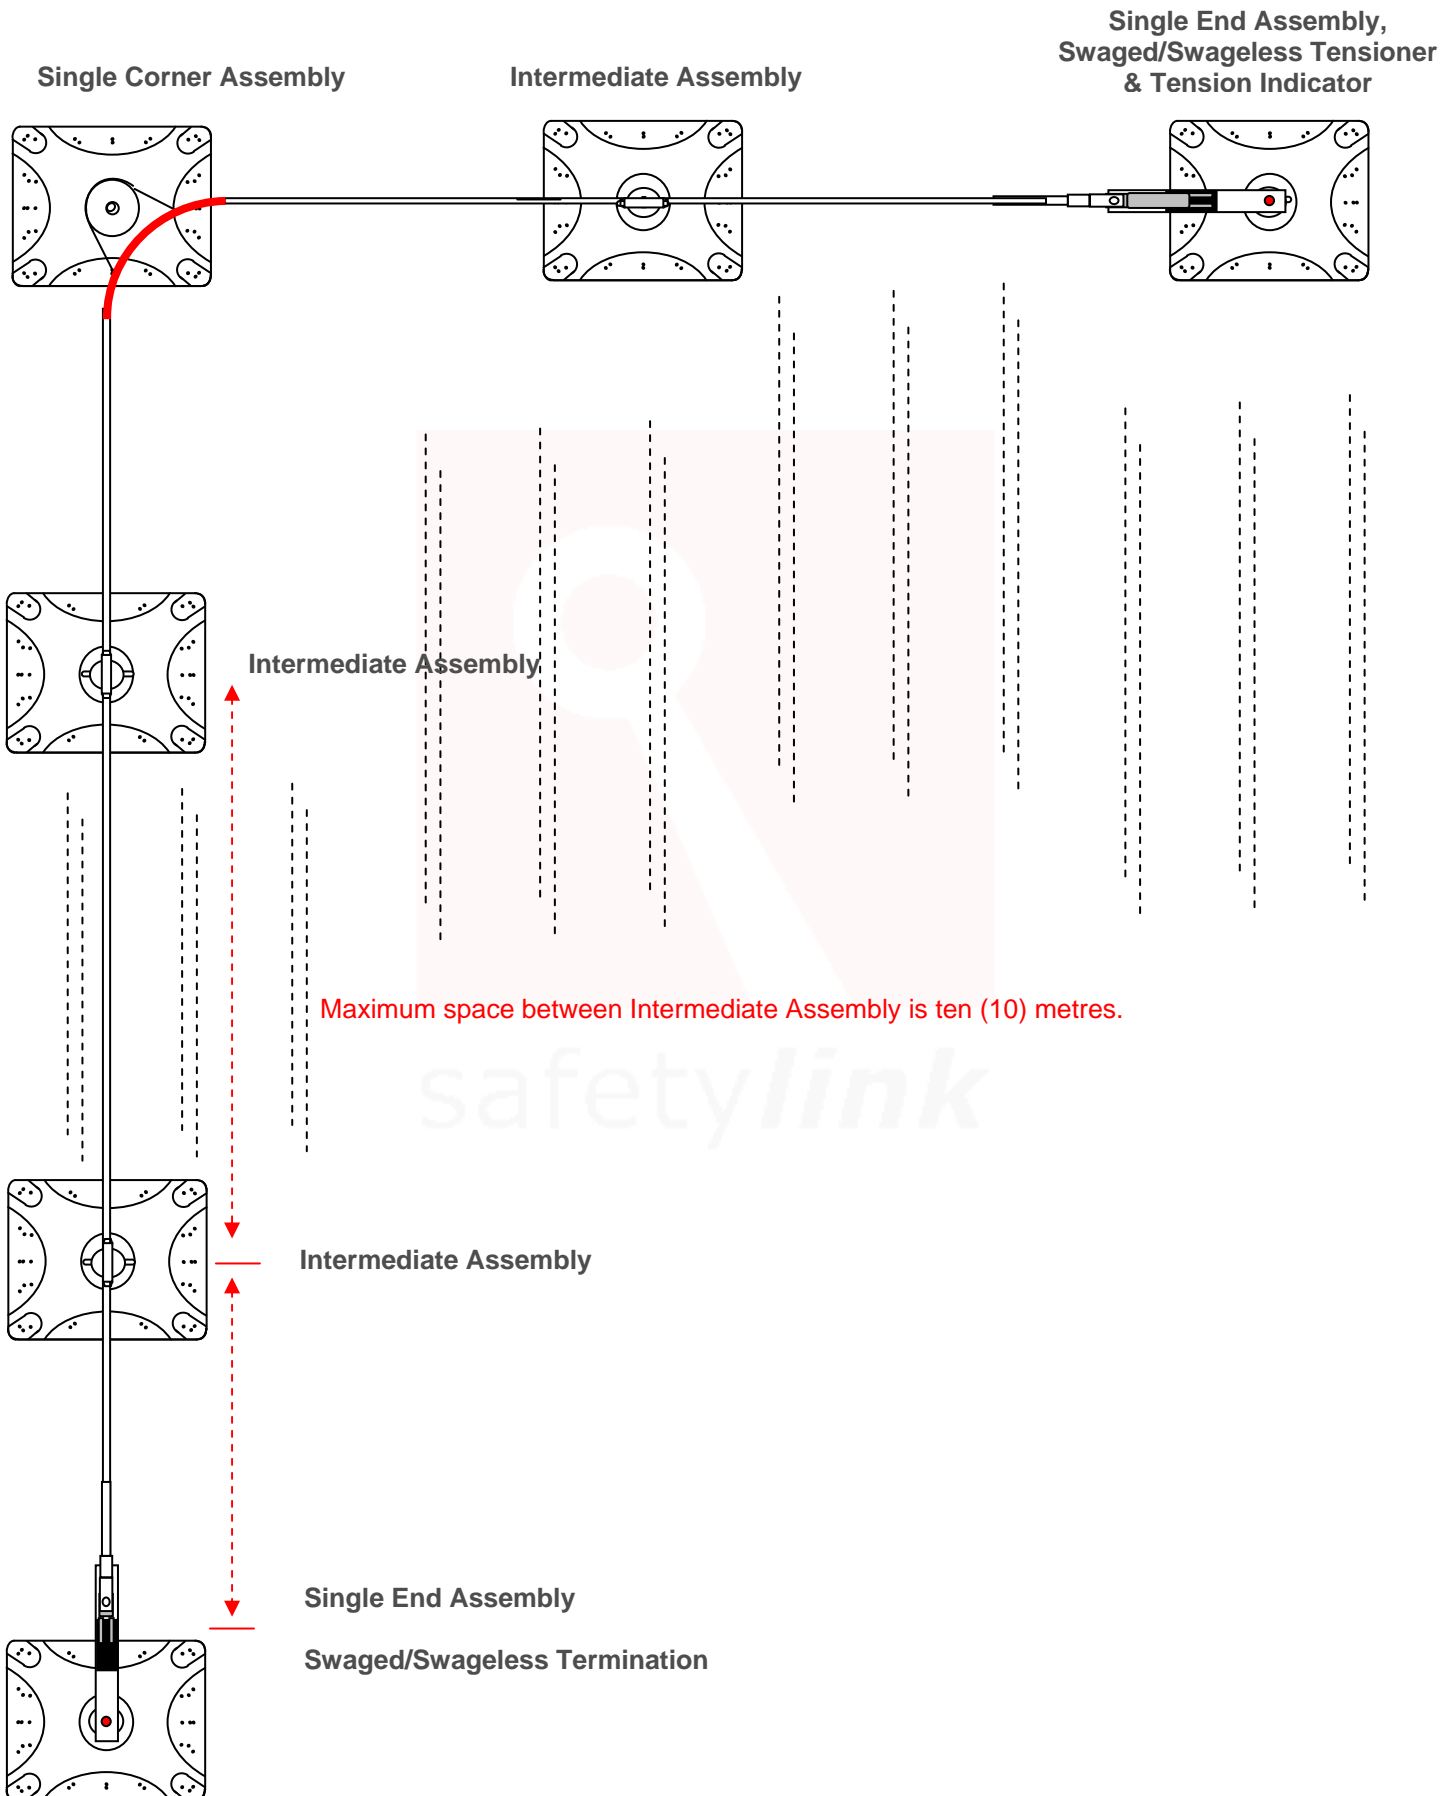 Single End Assembly,
Swaged/Swageless Tensioner
& Tension Indicator
Single Corner Assembly
Intermediate Assembly
Intermediate Assembly
Maximum space between Intermediate Assembly is ten (10) metres.
safetylink
Intermediate Assembly
Single End Assembly
Swaged/Swageless Termination